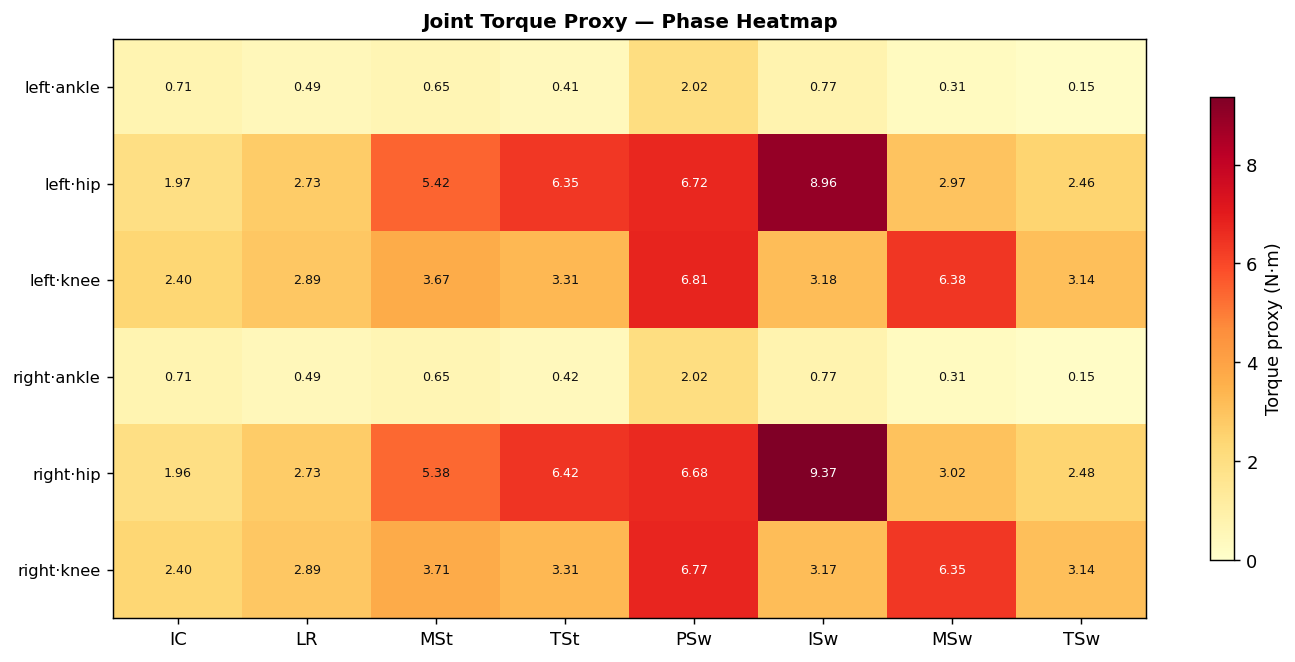 Joint Torque Proxy — Phase Heatmap
left·ankle 0.71 0.49 0.65 0.41 2.02 0.77 0.31 0.15
left·hip 1.97 2.73 5.42 6.35 6.72 8.96 2.97 2.46
left·knee 2.40 2.89 3.67 3.31 6.81 3.18 6.38 3.14
right·ankle 0.71 0.49 0.65 0.42 2.02 0.77 0.31 0.15
right·hip 1.96 2.73 5.38 6.42 6.68 9.37 3.02 2.48
right·knee 2.40 2.89 3.71 3.31 6.77 3.17 6.35 3.14
IC LR MSt TSt PSw ISw MSw TSw
8
6
4
2
0
Torque proxy (N·m)